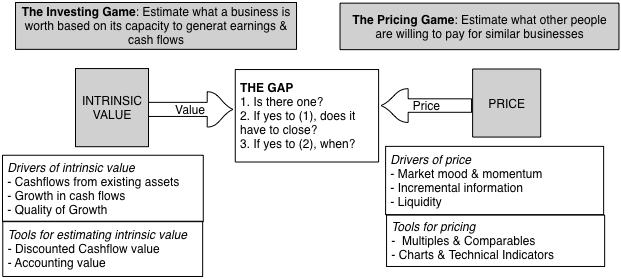 The Investing Game: Estimate what a business is
worth based on its capacity to generat earnings &
cash flows
The Pricing Game: Estimate what other people
are willing to pay for similar businesses
INTRINSIC
VALUE
Value
THE GAP
1. Is there one?
2. If yes to (1), does it
have to close?
3. If yes to (2), when?
Price
PRICE
Drivers of intrinsic value
- Cashflows from existing assets
- Growth in cash flows
- Quality of Growth
Tools for estimating intrinsic value
- Discounted Cashflow value
- Accounting value
Drivers of price
- Market mood & momentum
- Incremental information
- Liquidity
Tools for pricing
- Multiples & Comparables
- Charts & Technical Indicators